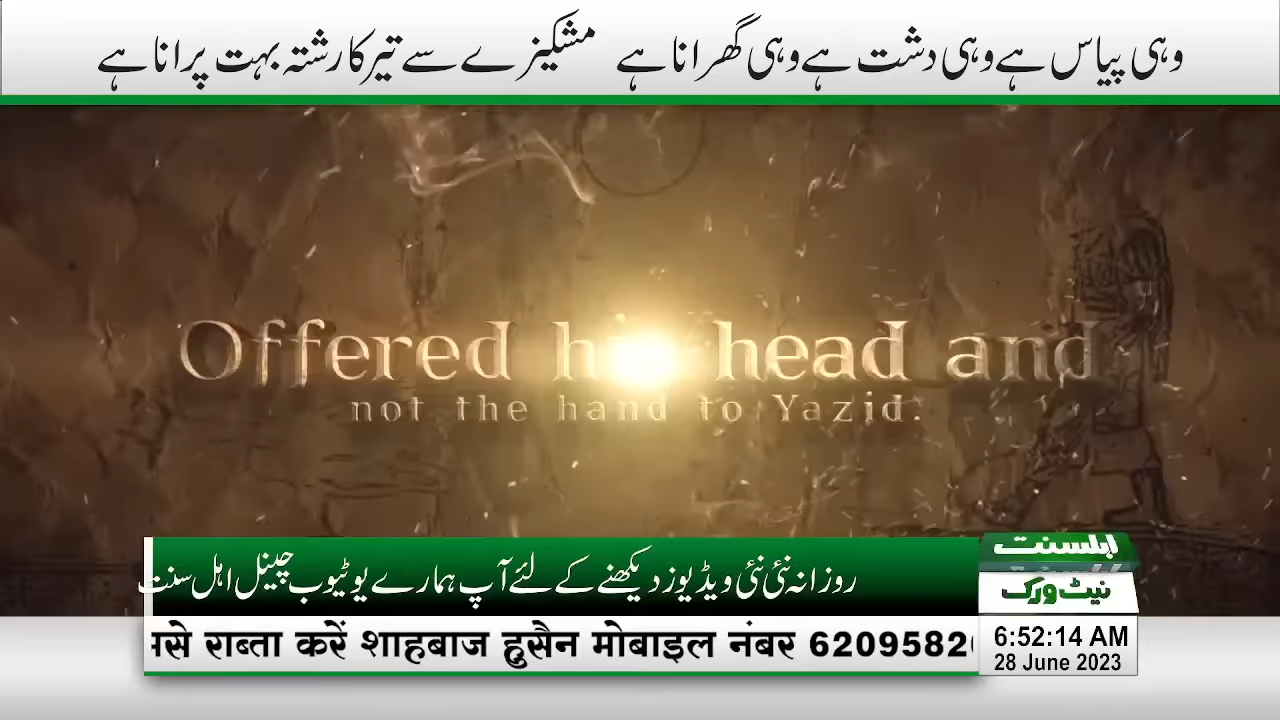 وہی پیاس ہے وہی دشت ہے وہی گھرانا ہے مشکیزے سے تیر کا رشتہ بہت پرانا ہے
Offered his head and
not the hand to Yazid.
روزانہ نئی نئی ویڈیوز دیکھنے کے لئے آپ ہمارے یوٹیوب چینل اہل سنت
اہلسنت
نیٹ ورک
से राब्ता करें शाहबाज हुसैन मोबाइल नंबर 6209582
6:52:14 AM
28 June 2023